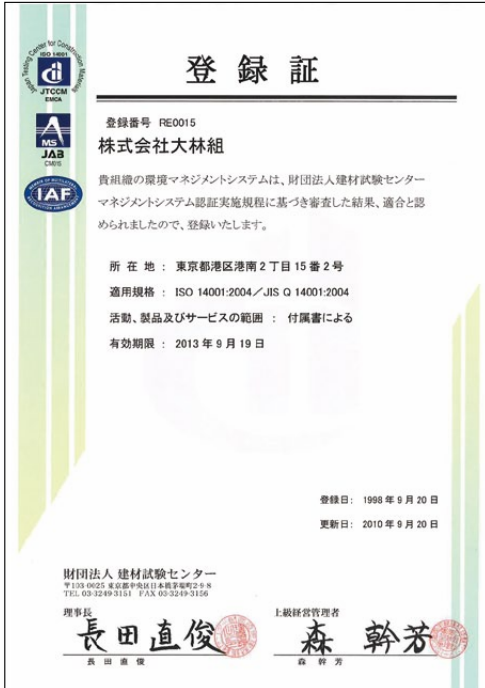 Japan Testing Center for Construction Materials
ISO 14001
JTCCM
EMCA
MS
JAB
CM015
IAF
登録証
登録番号 RE0015
株式会社大林組
貴組織の環境マネジメントシステムは、財団法人建材試験センター
マネジメントシステム認証実施規程に基づき審査した結果、適合と認
められましたので、登録いたします。
所在地： 東京都港区港南2丁目15番2号
適用規格： ISO 14001:2004／JIS Q 14001:2004
活動、製品及びサービスの範囲： 付属書による
有効期限： 2013年9月19日
登録日： 1998年9月20日
更新日： 2010年9月20日
財団法人 建材試験センター
〒103-0025 東京都中央区日本橋茅場町2-9-8
TEL 03-3249-3151 FAX 03-3249-3156
理事長
長田直俊
長田直俊
上級経営管理者
森 幹芳
森 幹芳